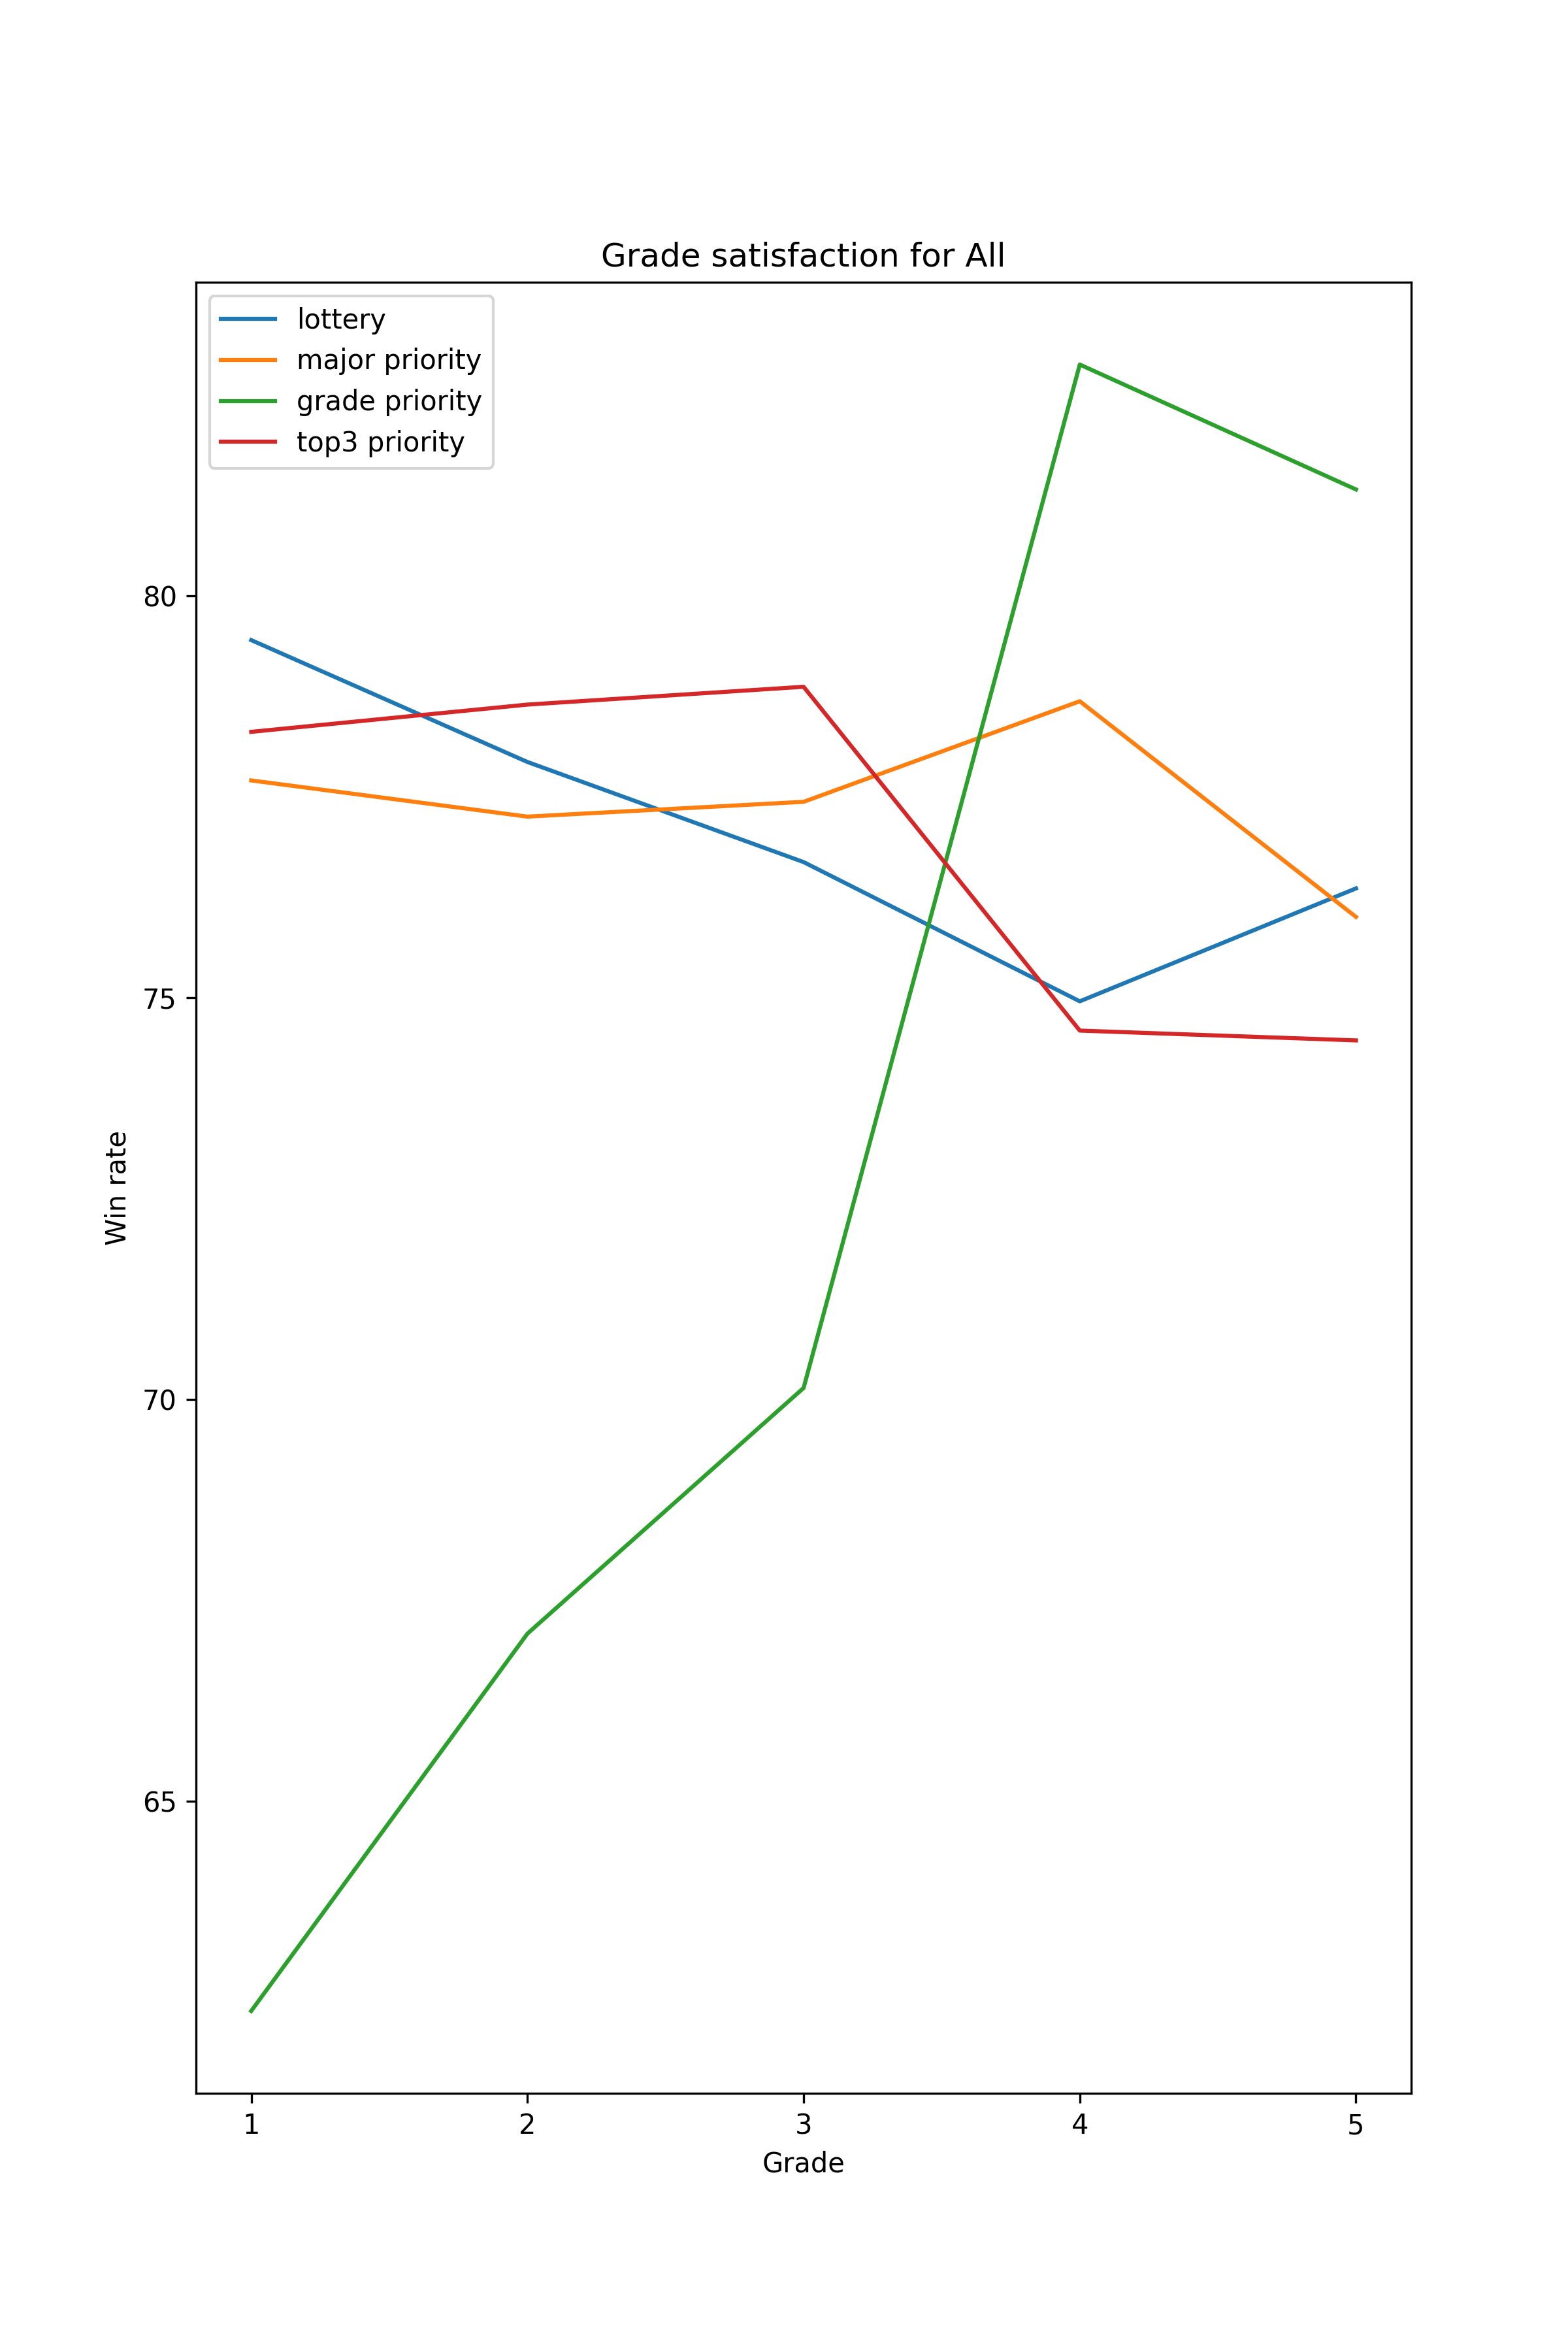 Grade satisfaction for All
lottery
major priority
grade priority
top3 priority
80
75
70
65
Win rate
1 2 3 4 5
Grade